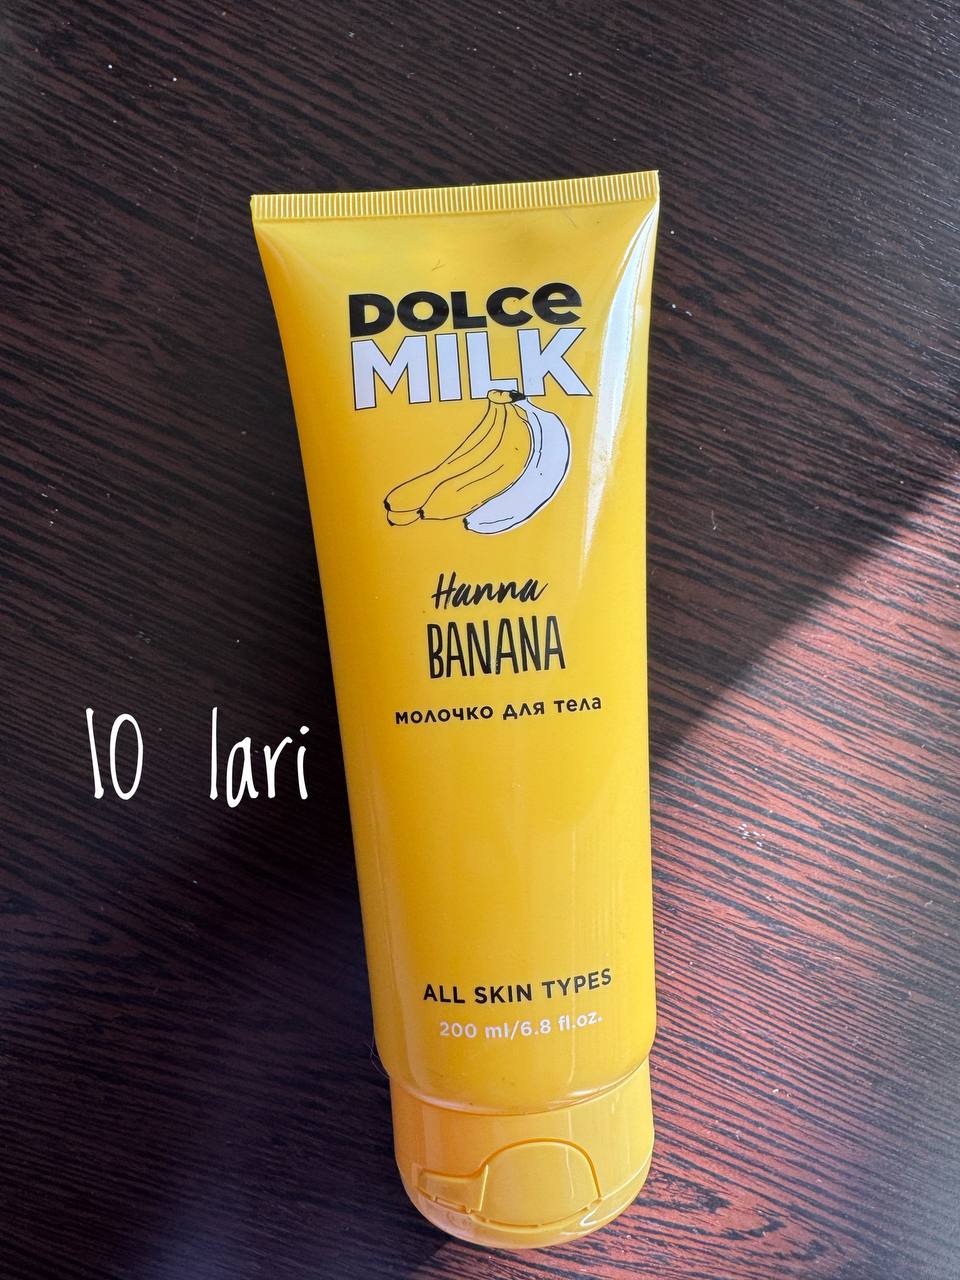 DOLCe
MILK
Hanna
BANANA
молочко для тела
10 lari
ALL SKIN TYPES
200 ml/6.8 fl.oz.